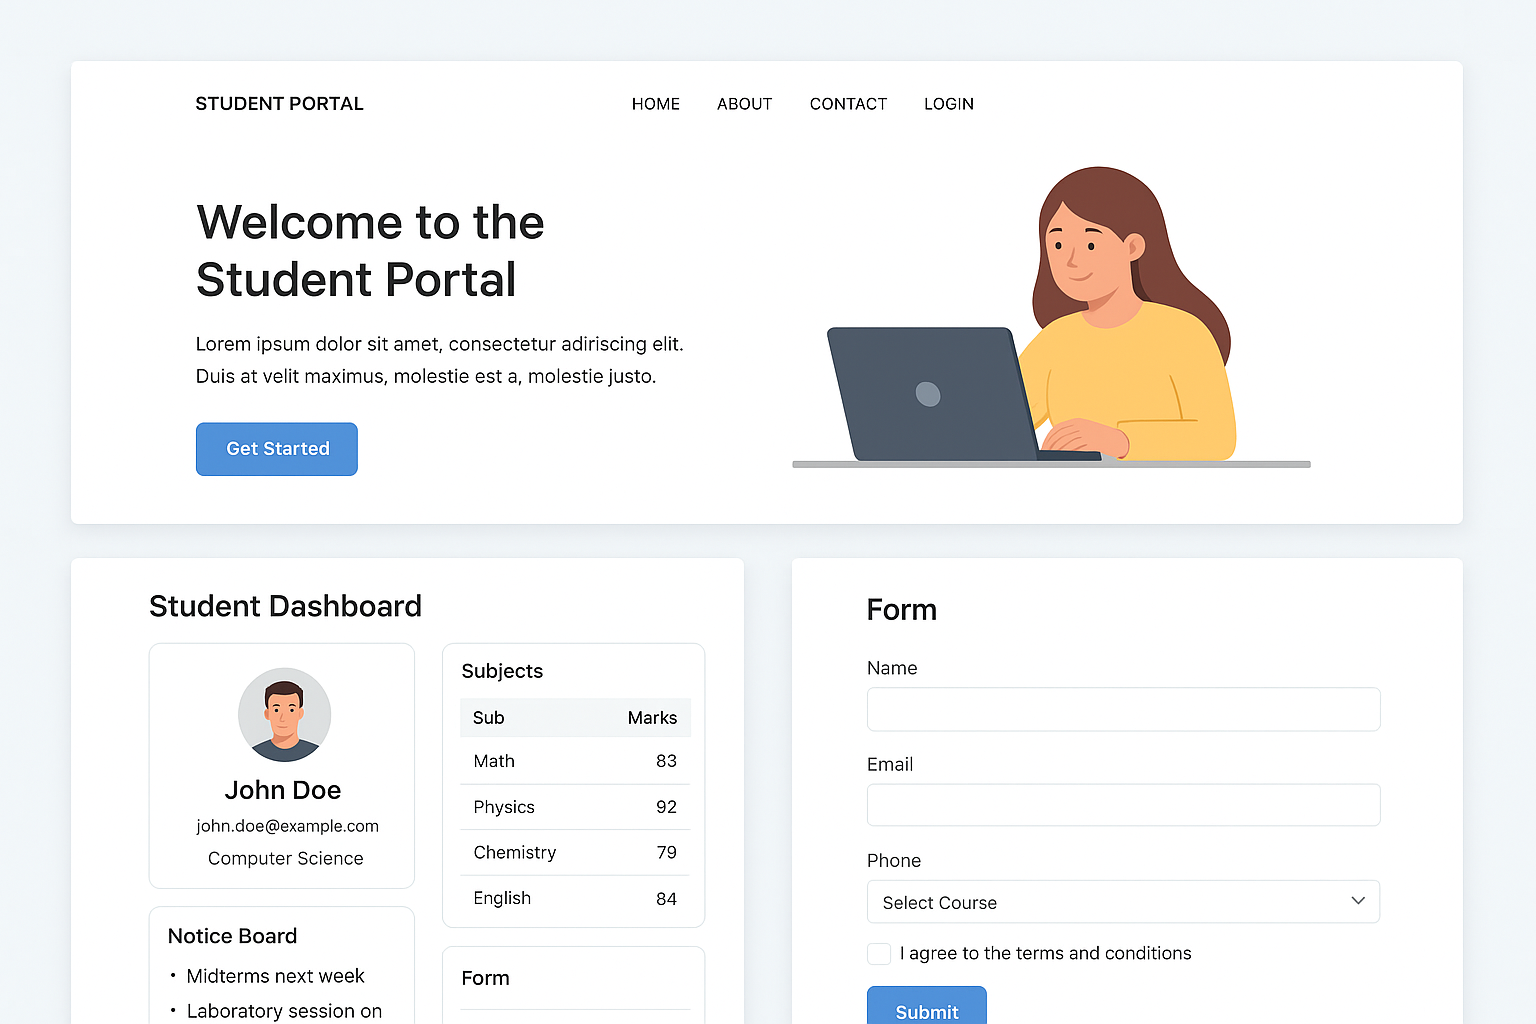 STUDENT PORTAL
HOME ABOUT CONTACT LOGIN
Welcome to the
Student Portal
Lorem ipsum dolor sit amet, consectetur adiriscing elit.
Duis at velit maximus, molestie est a, molestie justo.
Get Started
Student Dashboard
John Doe
john.doe@example.com
Computer Science
Notice Board
• Midterms next week
• Laboratory session on
Subjects
Sub Marks
Math 83
Physics 92
Chemistry 79
English 84
Form
Form
Name
Email
Phone
Select Course
I agree to the terms and conditions
Submit